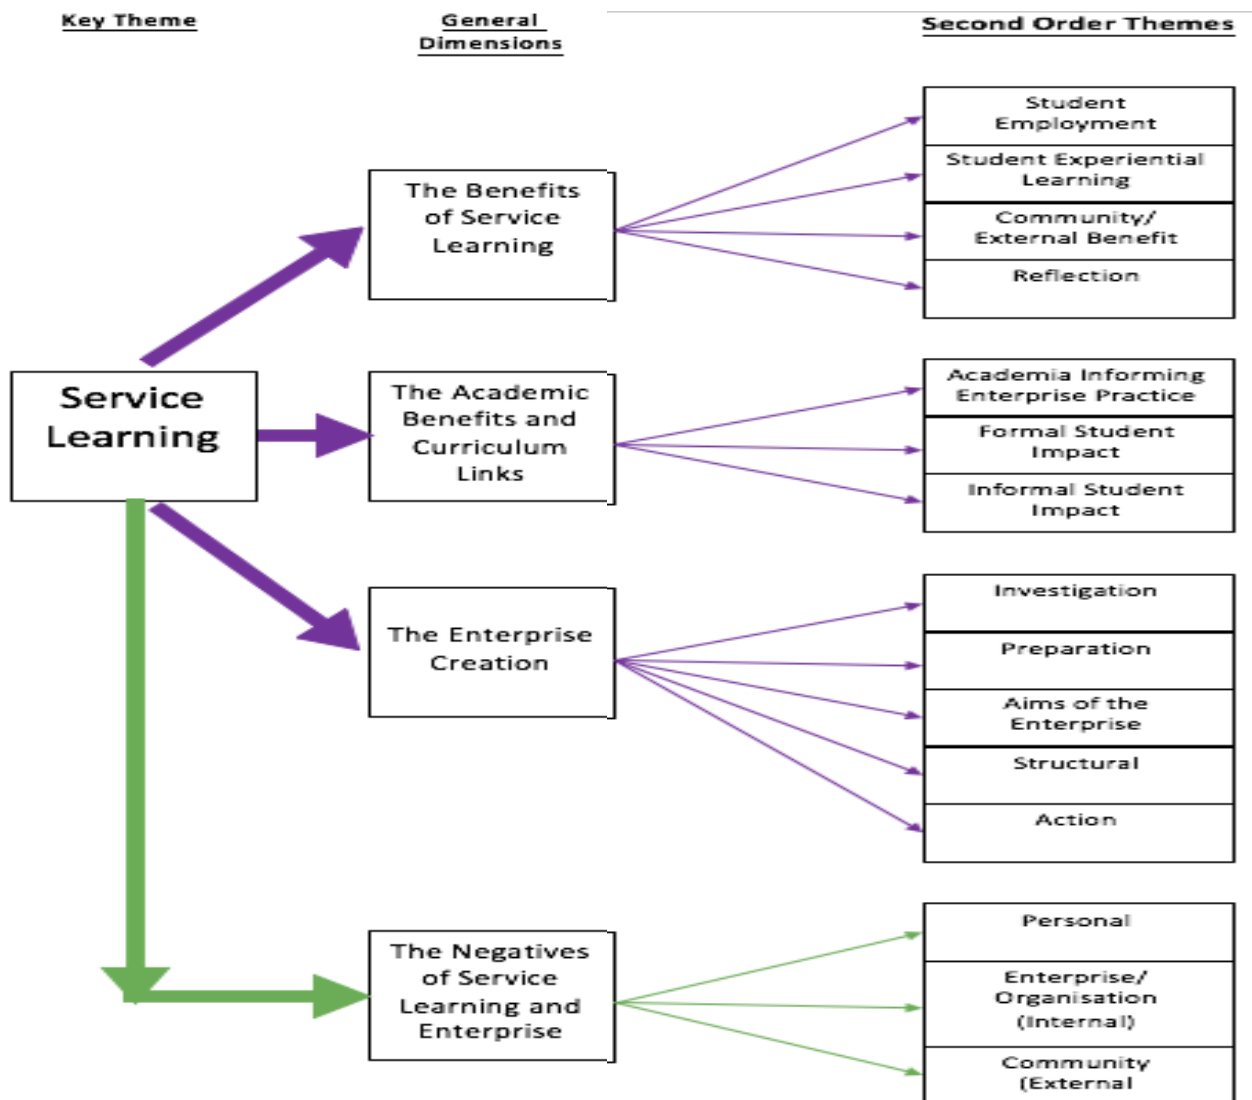 Key Theme
General
Dimensions
Second Order Themes
Service
Learning
The Benefits
of Service
Learning
Student
Employment
Student Experiential
Learning
Community/
External Benefit
Reflection
The Academic
Benefits and
Curriculum
Links
Academia Informing
Enterprise Practice
Formal Student
Impact
Informal Student
Impact
The Enterprise
Creation
Investigation
Preparation
Aims of the
Enterprise
Structural
Action
The Negatives
of Service
Learning and
Enterprise
Personal
Enterprise/
Organisation
(Internal)
Community
(External